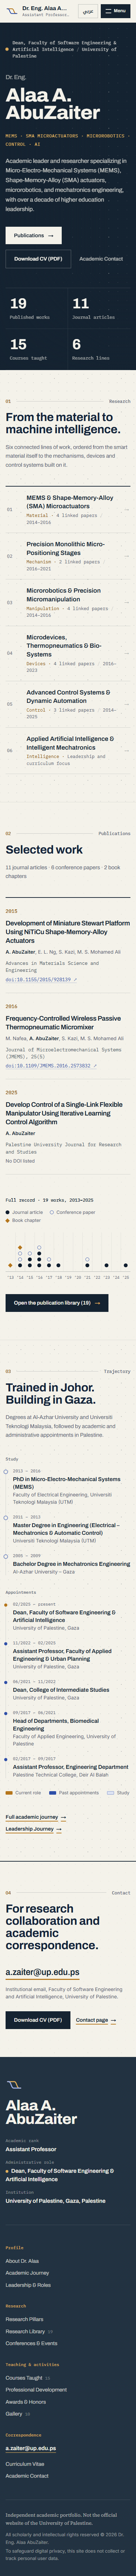 Dr. Eng. Alaa A...
Assistant Professor,
عربي
Menu
Dean, Faculty of Software Engineering &
Artificial Intelligence / University of
Palestine
Dr. Eng.
Alaa A.
AbuZaiter
MEMS · SMA MICROACTUATORS · MICROROBOTICS ·
CONTROL · AI
Academic leader and researcher specializing in
Micro-Electro-Mechanical Systems (MEMS),
Shape-Memory-Alloy (SMA) actuators,
microrobotics, and mechatronics engineering,
with over a decade of higher education
leadership.
Publications →
Download CV (PDF)
Academic Contact
19
Published works
11
Journal articles
15
Courses taught
6
Research lines
01
Research
From the material to
machine intelligence.
Six connected lines of work, ordered from the smart
material itself to the mechanisms, devices and
control systems built on it.
01
MEMS & Shape-Memory-Alloy
(SMA) Microactuators
Material · 4 linked papers /
2014–2016
02
Precision Monolithic Micro-
Positioning Stages
Mechanism · 2 linked papers /
2016–2021
03
Microrobotics & Precision
Micromanipulation
Manipulation · 4 linked papers /
2014–2016
04
Microdevices,
Thermopneumatics & Bio-
Systems
Devices · 4 linked papers / 2016–
2023
05
Advanced Control Systems &
Dynamic Automation
Control · 3 linked papers / 2014–
2025
06
Applied Artificial Intelligence &
Intelligent Mechatronics
Intelligence · Leadership and
curriculum focus
02
Publications
Selected work
11 journal articles · 6 conference papers · 2 book
chapters
2015
Development of Miniature Stewart Platform
Using NiTiCu Shape-Memory-Alloy
Actuators
A. AbuZaiter, E. L. Ng, S. Kazi, M. S. Mohamed Ali
Advances in Materials Science and
Engineering
doi:10.1155/2015/928139 ↗
2016
Frequency-Controlled Wireless Passive
Thermopneumatic Micromixer
M. Nafea, A. AbuZaiter, S. Kazi, M. S. Mohamed Ali
Journal of Microelectromechanical Systems
(JMEMS), 25(5)
doi:10.1109/JMEMS.2016.2573832 ↗
2025
Develop Control of a Single-Link Flexible
Manipulator Using Iterative Learning
Control Algorithm
A. AbuZaiter
Palestine University Journal for Research
and Studies
No DOI listed
Full record · 19 works, 2013–2025
Journal article
Conference paper
Book chapter
'13 '14 '15 '16 '17 '18 '19 '20 '21 '22 '23 '24 '25
Open the publication library (19) →
03
Trajectory
Trained in Johor.
Building in Gaza.
Degrees at Al-Azhar University and Universiti
Teknologi Malaysia, followed by academic and
administrative appointments in Palestine.
Study
2013 — 2016
PhD in Micro-Electro-Mechanical Systems
(MEMS)
Faculty of Electrical Engineering, Universiti
Teknologi Malaysia (UTM)
2011 — 2012
Master Degree in Engineering (Electrical –
Mechatronics & Automatic Control)
Universiti Teknologi Malaysia (UTM)
2005 — 2009
Bachelor Degree in Mechatronics Engineering
Al-Azhar University – Gaza
Appointments
02/2025 — present
Dean, Faculty of Software Engineering &
Artificial Intelligence
University of Palestine, Gaza
11/2022 — 02/2025
Assistant Professor, Faculty of Applied
Engineering & Urban Planning
University of Palestine, Gaza
06/2021 — 11/2022
Dean, College of Intermediate Studies
University of Palestine, Gaza
09/2017 — 06/2021
Head of Departments, Biomedical
Engineering
Faculty of Applied Engineering, University of
Palestine
02/2017 — 09/2017
Assistant Professor, Engineering Department
Palestine Technical College, Deir Al Balah
Current role
Past appointments
Study
Full academic journey →
Leadership Journey →
04
Contact
For research
collaboration and
academic
correspondence.
a.zaiter@up.edu.ps
Institutional email, Faculty of Software Engineering
and Artificial Intelligence, University of Palestine.
Download CV (PDF)
Contact page →
Alaa A.
AbuZaiter
Academic rank
Assistant Professor
Administrative role
Dean, Faculty of Software Engineering &
Artificial Intelligence
Institution
University of Palestine, Gaza, Palestine
Profile
About Dr. Alaa
Academic Journey
Leadership & Roles
Research
Research Pillars
Research Library 19
Conferences & Events
Teaching & activities
Courses Taught 15
Professional Development
Awards & Honors
Gallery
Correspondence
a.zaiter@up.edu.ps
Curriculum Vitae
Academic Contact
Independent academic portfolio. Not the official
website of the University of Palestine.
All scholarly and intellectual rights reserved © 2026 Dr.
Eng. Alaa AbuZaiter.
To safeguard digital privacy, this site does not collect or
track personal user data.